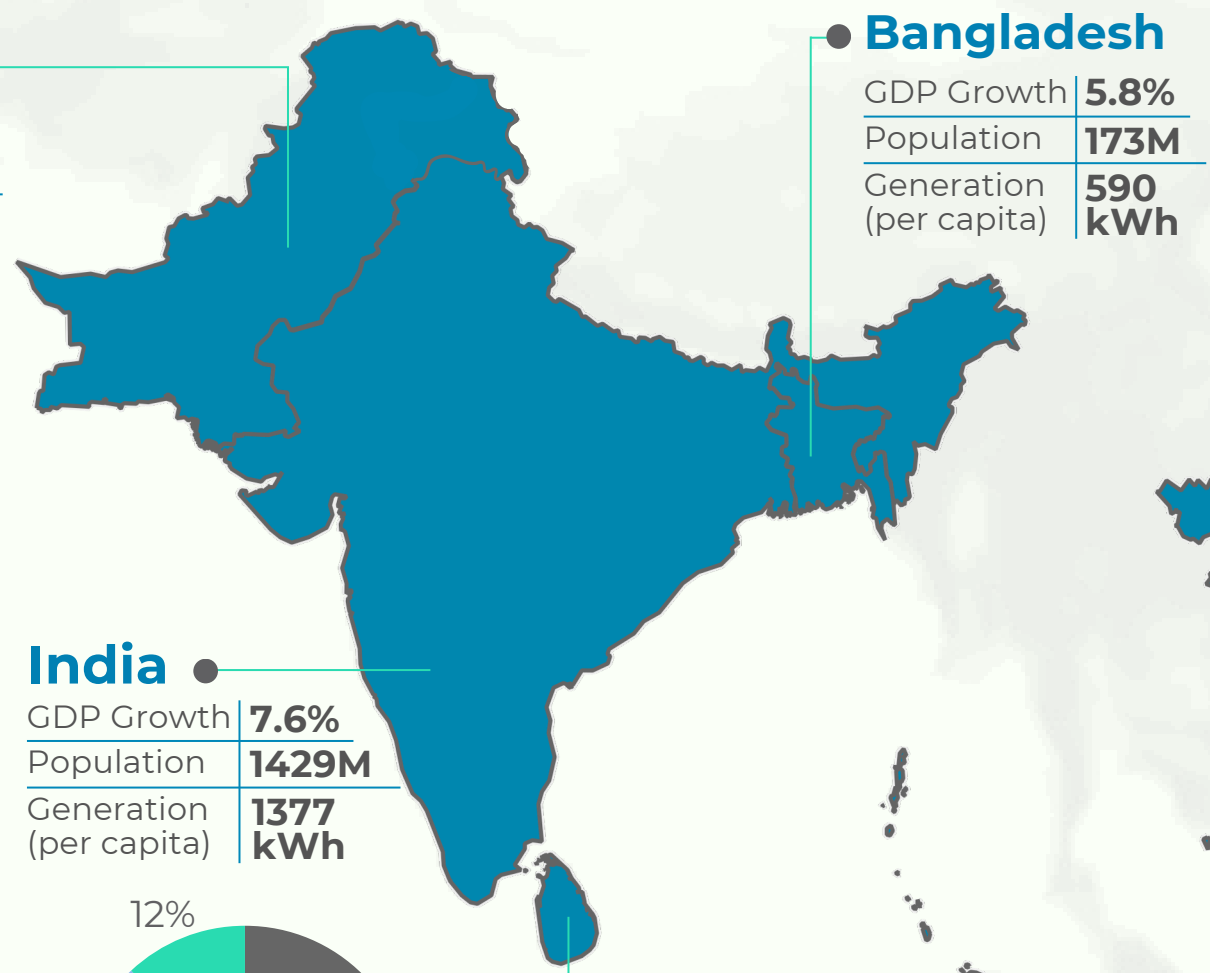 Bangladesh
GDP Growth 5.8%
Population 173M
Generation 590
(per capita) kWh
India
GDP Growth 7.6%
Population 1429M
Generation 1377
(per capita) kWh
12%